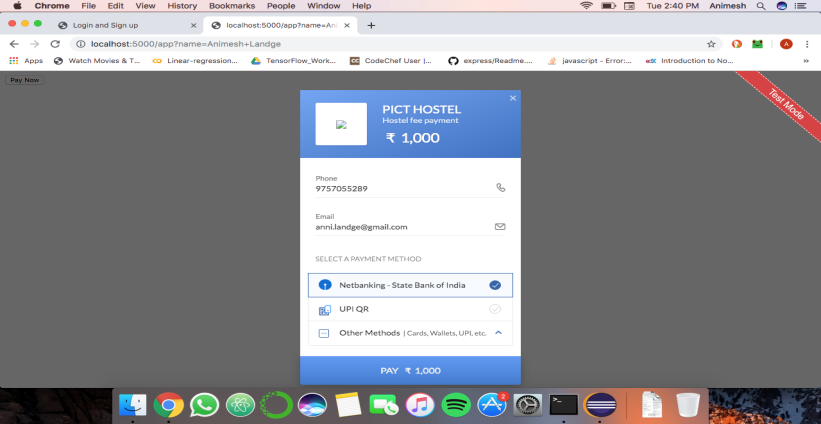 Chrome File Edit View History Bookmarks People Window Help Tue 2:40 PM Animesh
Login and Sign up × localhost:5000/app?name=Ani × +
localhost:5000/app?name=Animesh+Landge A
Apps Watch Movies & T... CO Linear-regression... TensorFlow_Work... CC CodeChef User |... express/Readme.... javascript - Error:... Introduction to No... »
Pay Now
Test Mode
×
PICT HOSTEL
Hostel fee payment
₹ 1,000
Phone
9757055289
Email
anni.landge@gmail.com
SELECT A PAYMENT METHOD
Netbanking - State Bank of India
UPI QR
Other Methods | Cards, Wallets, UPI, etc.
PAY ₹ 1,000
2